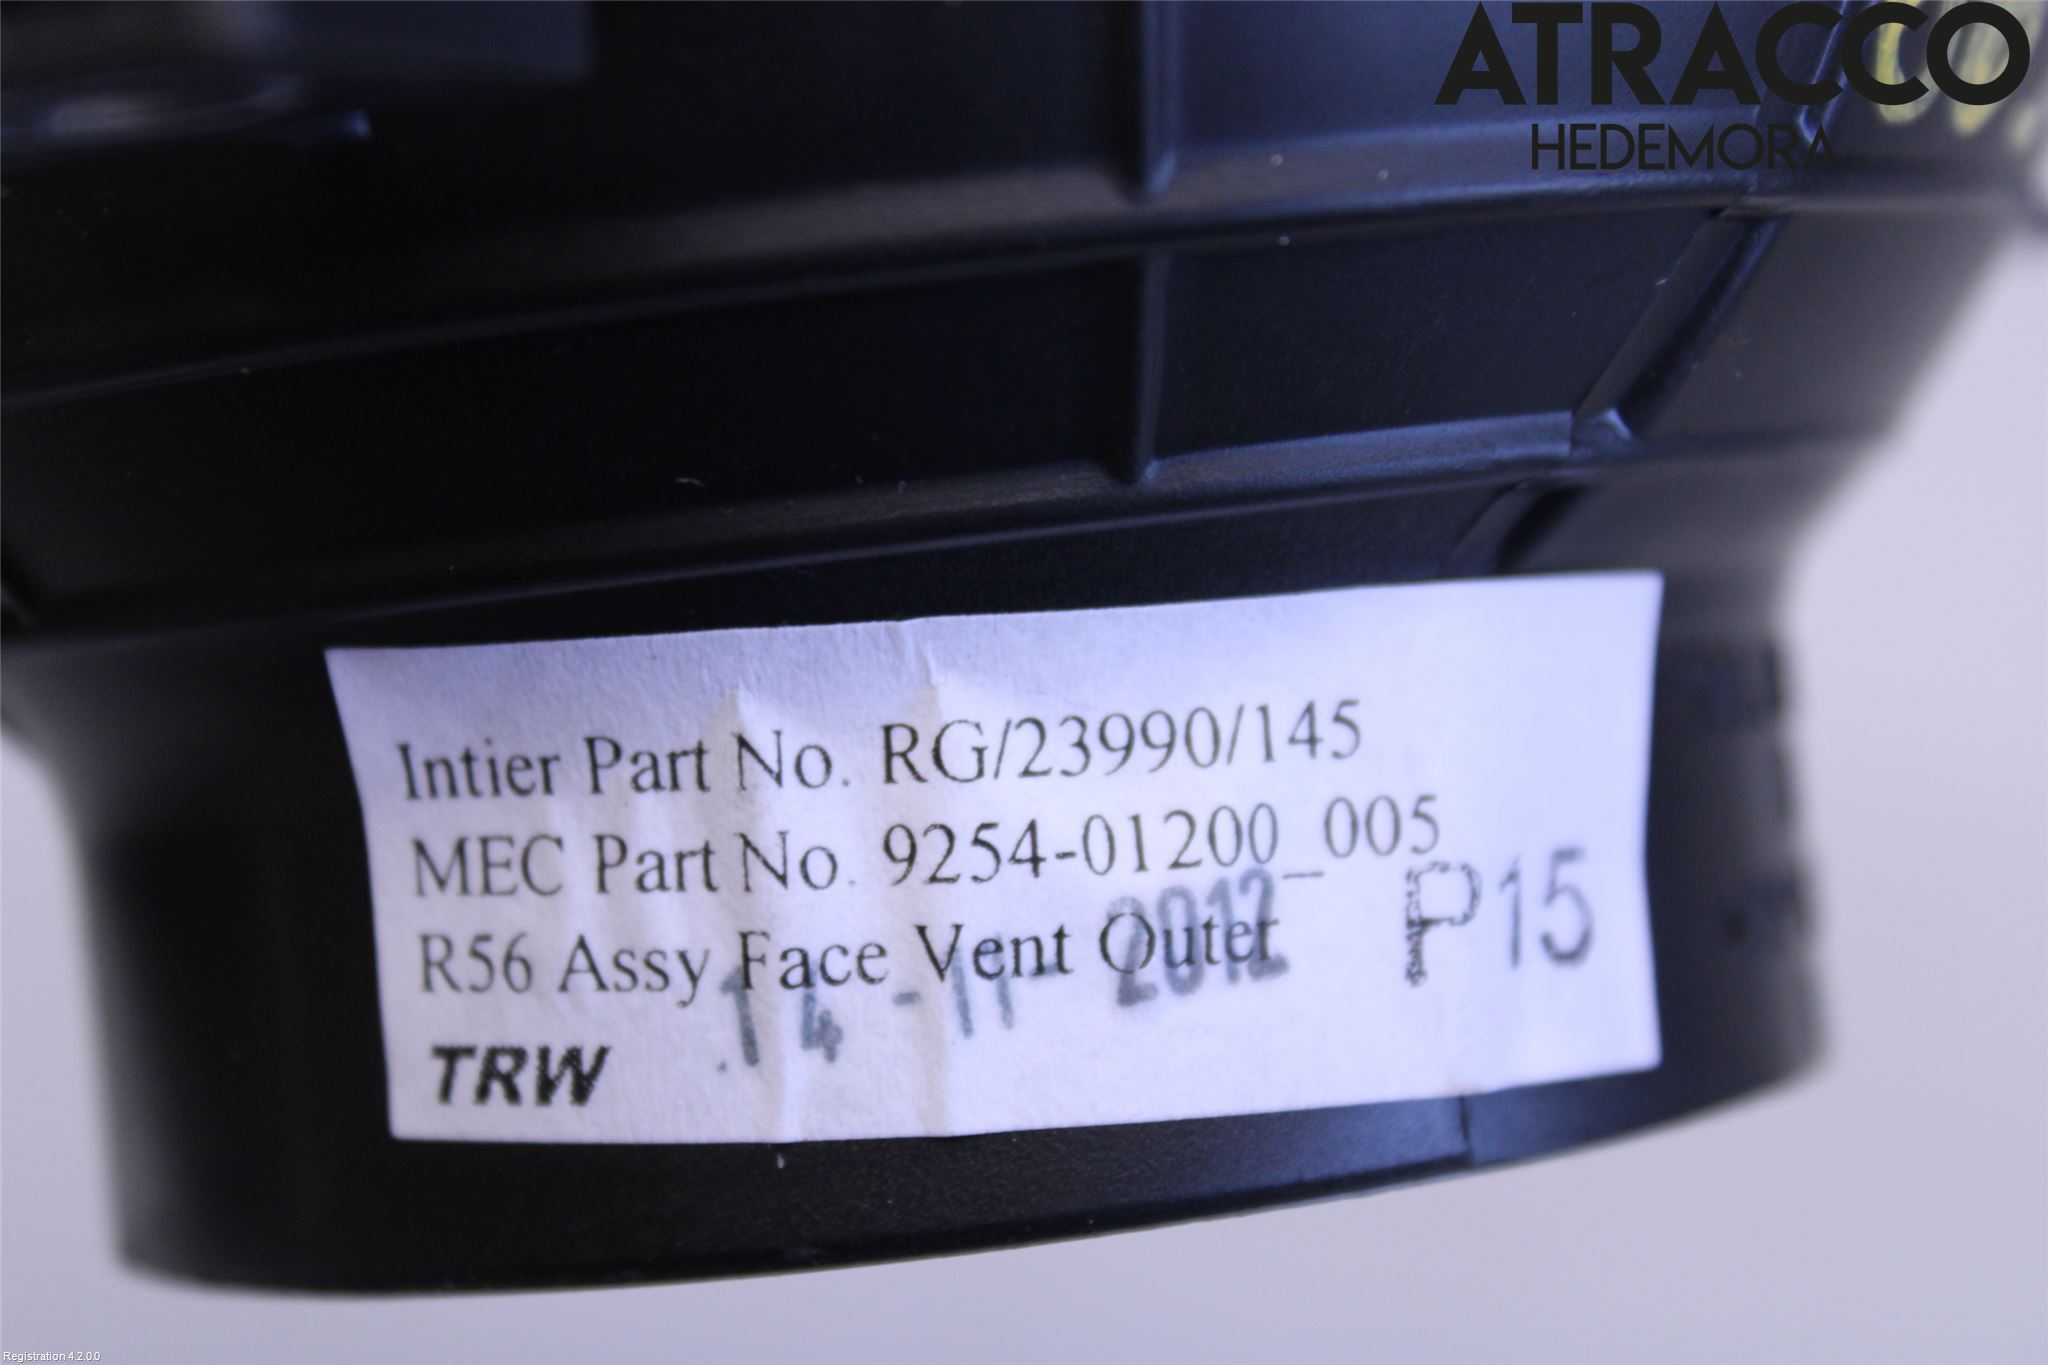 ATRACCO
HEDEMORA
Intier Part No. RG/23990/145
MEC Part No. 9254-01200_005
R56 Assy Face Vent Outer
P15
14-11-2012
TRW
Registration 4.2.0.0